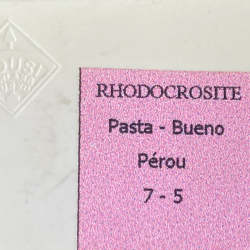 RHODOCROSITE
Pasta - Bueno
Pérou
7 - 5